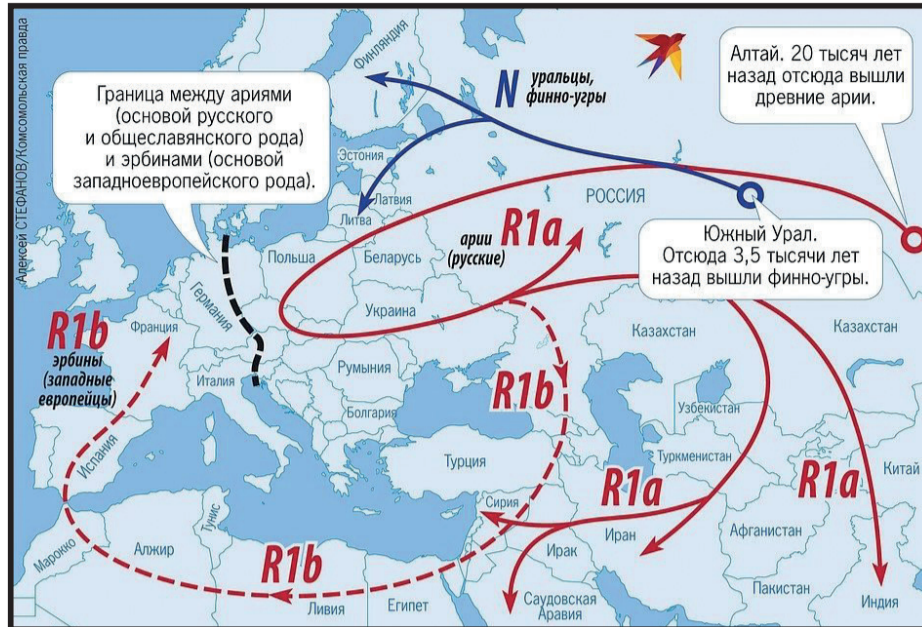 Алексей СТЕФАНОВ/Комсомольская правда
Граница между ариями
(основой русского
и общеславянского рода)
и эрбинами (основой
западноевропейского рода).
Финляндия
N уральцы,
финно-угры
Алтай. 20 тысяч лет
назад отсюда вышли
древние арии.
Эстония
Латвия
Литва
РОССИЯ
Южный Урал.
Отсюда 3,5 тысячи лет
назад вышли финно-угры.
Польша
Беларусь
арии
(русские)
R1a
Германия
Украина
R1b
эрбины
(западные
европейцы)
Франция
Казахстан
Казахстан
Италия
Румыния
Болгария
R1b
Узбекистан
Испания
Турция
Туркменистан
Китай
Сирия
R1a
R1a
Марокко
Алжир
Тунис
R1b
Ливия
Египет
Ирак
Иран
Афганистан
Саудовская
Аравия
Пакистан
Индия